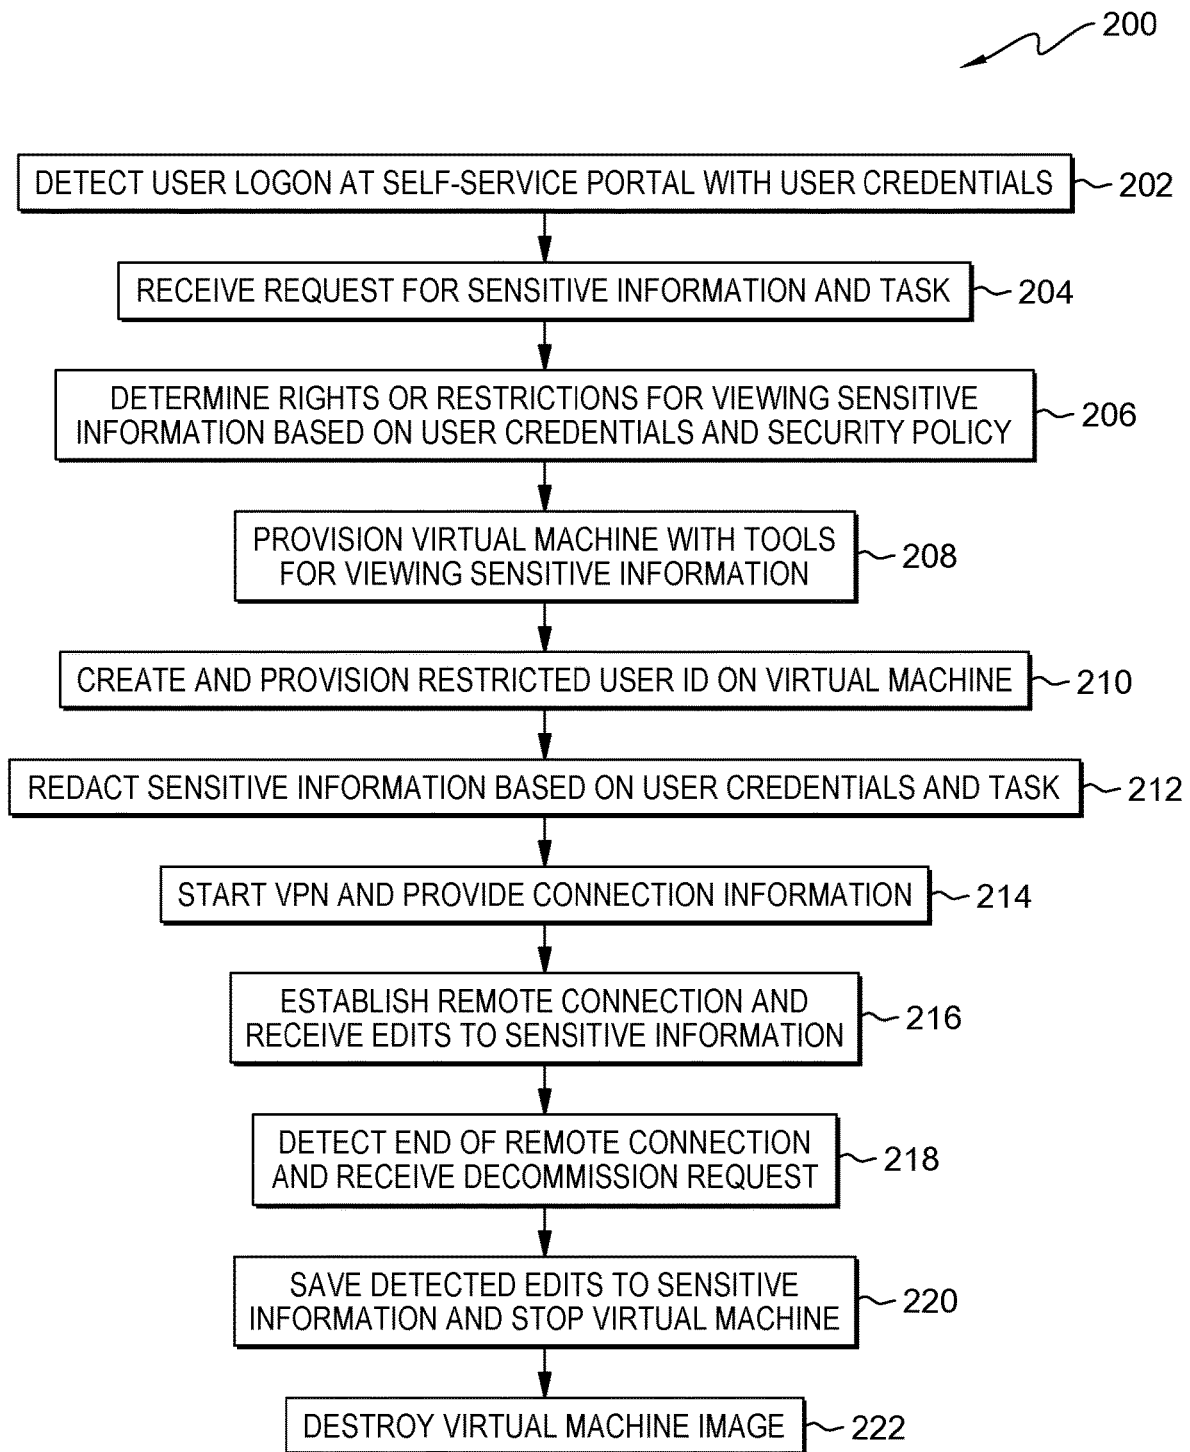 200
DETECT USER LOGON AT SELF-SERVICE PORTAL WITH USER CREDENTIALS
202
RECEIVE REQUEST FOR SENSITIVE INFORMATION AND TASK
204
DETERMINE RIGHTS OR RESTRICTIONS FOR VIEWING SENSITIVE
INFORMATION BASED ON USER CREDENTIALS AND SECURITY POLICY
206
PROVISION VIRTUAL MACHINE WITH TOOLS
FOR VIEWING SENSITIVE INFORMATION
208
CREATE AND PROVISION RESTRICTED USER ID ON VIRTUAL MACHINE
210
REDACT SENSITIVE INFORMATION BASED ON USER CREDENTIALS AND TASK
212
START VPN AND PROVIDE CONNECTION INFORMATION
214
ESTABLISH REMOTE CONNECTION AND
RECEIVE EDITS TO SENSITIVE INFORMATION
216
DETECT END OF REMOTE CONNECTION
AND RECEIVE DECOMMISSION REQUEST
218
SAVE DETECTED EDITS TO SENSITIVE
INFORMATION AND STOP VIRTUAL MACHINE
220
DESTROY VIRTUAL MACHINE IMAGE
222